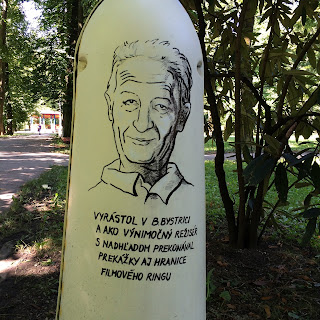 VYRÁSTOL V B BYSTRICI
A AKO VÝNIMOČNÝ REŽISÉR
S NADHĽADOM PREKONÁVAL
PREKÁŽKY AJ HRANICE
FILMOVÉHO RINGU